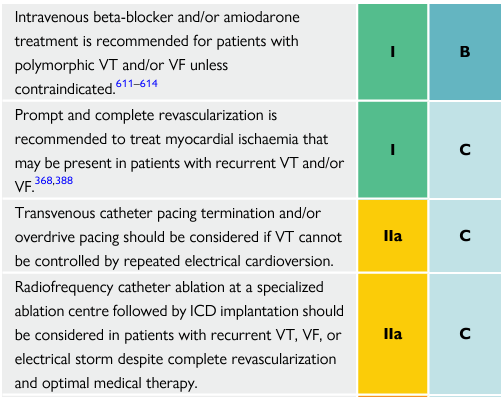 Intravenous beta-blocker and/or amiodarone
treatment is recommended for patients with
polymorphic VT and/or VF unless
contraindicated.611–614
I
B
Prompt and complete revascularization is
recommended to treat myocardial ischaemia that
may be present in patients with recurrent VT and/or
VF.368,388
I
C
Transvenous catheter pacing termination and/or
overdrive pacing should be considered if VT cannot
be controlled by repeated electrical cardioversion.
IIa
C
Radiofrequency catheter ablation at a specialized
ablation centre followed by ICD implantation should
be considered in patients with recurrent VT, VF, or
electrical storm despite complete revascularization
and optimal medical therapy.
IIa
C